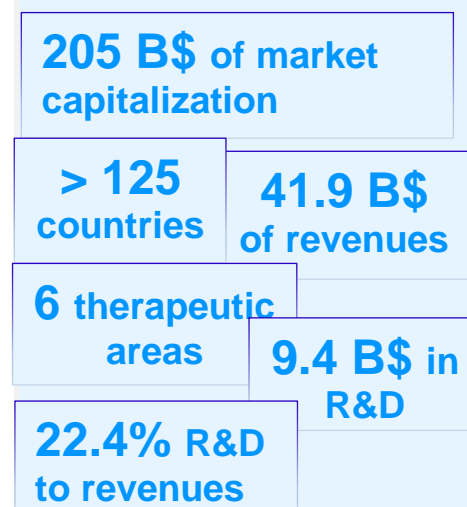 205 B$ of market
capitalization
> 125
countries
41.9 B$
of revenues
6 therapeutic
areas
9.4 B$ in
R&D
22.4% R&D
to revenues